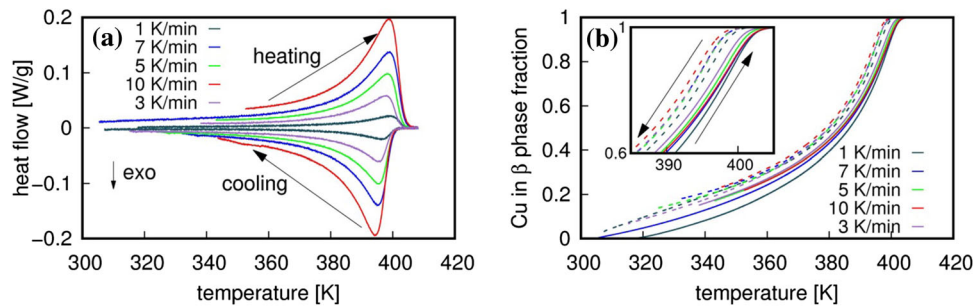 (a)
1 K/min
7 K/min
5 K/min
10 K/min
3 K/min
heating
cooling
exo
heat flow [W/g]
0.2
0.1
0
−0.1
−0.2
300 320 340 360 380 400 420
temperature [K]
(b)
1
0.6
390 400
1 K/min
7 K/min
5 K/min
10 K/min
3 K/min
Cu in β phase fraction
1
0.8
0.6
0.4
0.2
0
300 320 340 360 380 400 420
temperature [K]